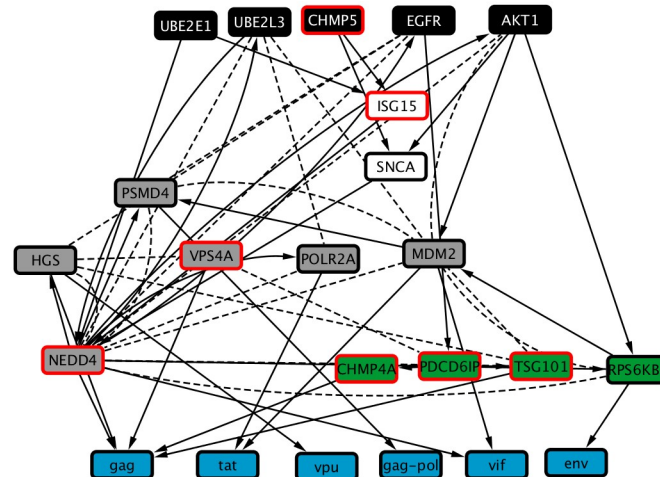 UBE2E1
UBE2L3
CHMP5
EGFR
AKT1
ISG15
SNCA
PSMD4
HGS
VPS4A
POLR2A
MDM2
NEDD4
CHMP4A
PDCD6IP
TSG101
RPS6KB
gag
tat
vpu
gag-pol
vif
env